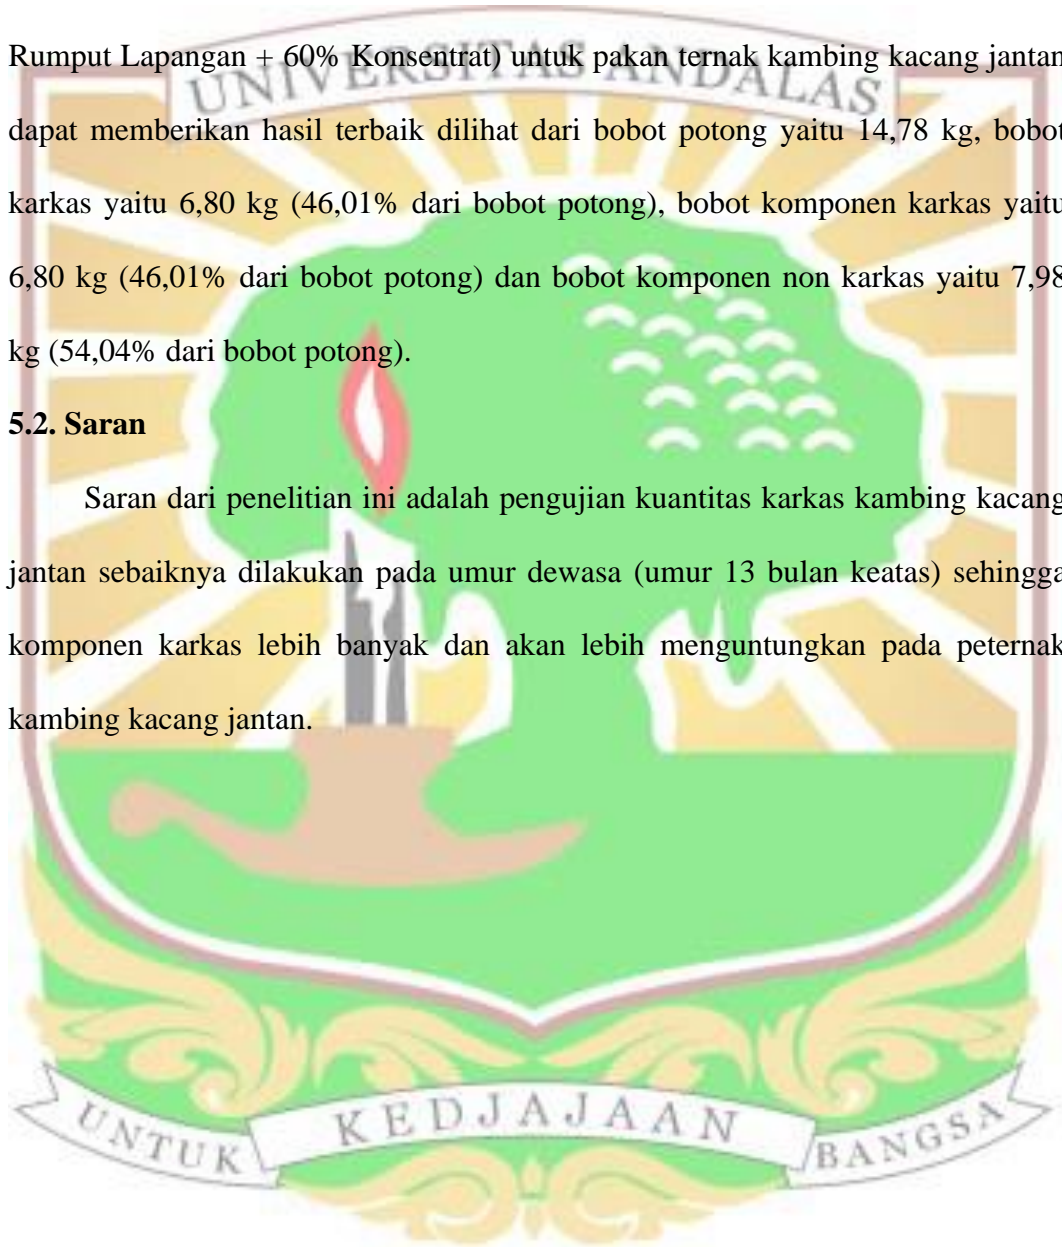 Rumput Lapangan + 60% Konsentrat) untuk pakan ternak kambing kacang jantan
UNIVERSITAS ANDALAS
dapat memberikan hasil terbaik dilihat dari bobot potong yaitu 14,78 kg, bobot
karkas yaitu 6,80 kg (46,01% dari bobot potong), bobot komponen karkas yaitu
6,80 kg (46,01% dari bobot potong) dan bobot komponen non karkas yaitu 7,98
kg (54,04% dari bobot potong).
5.2. Saran
Saran dari penelitian ini adalah pengujian kuantitas karkas kambing kacang
jantan sebaiknya dilakukan pada umur dewasa (umur 13 bulan keatas) sehingga
komponen karkas lebih banyak dan akan lebih menguntungkan pada peternak
kambing kacang jantan.
UNTUK KEDJAJAAN BANGSA